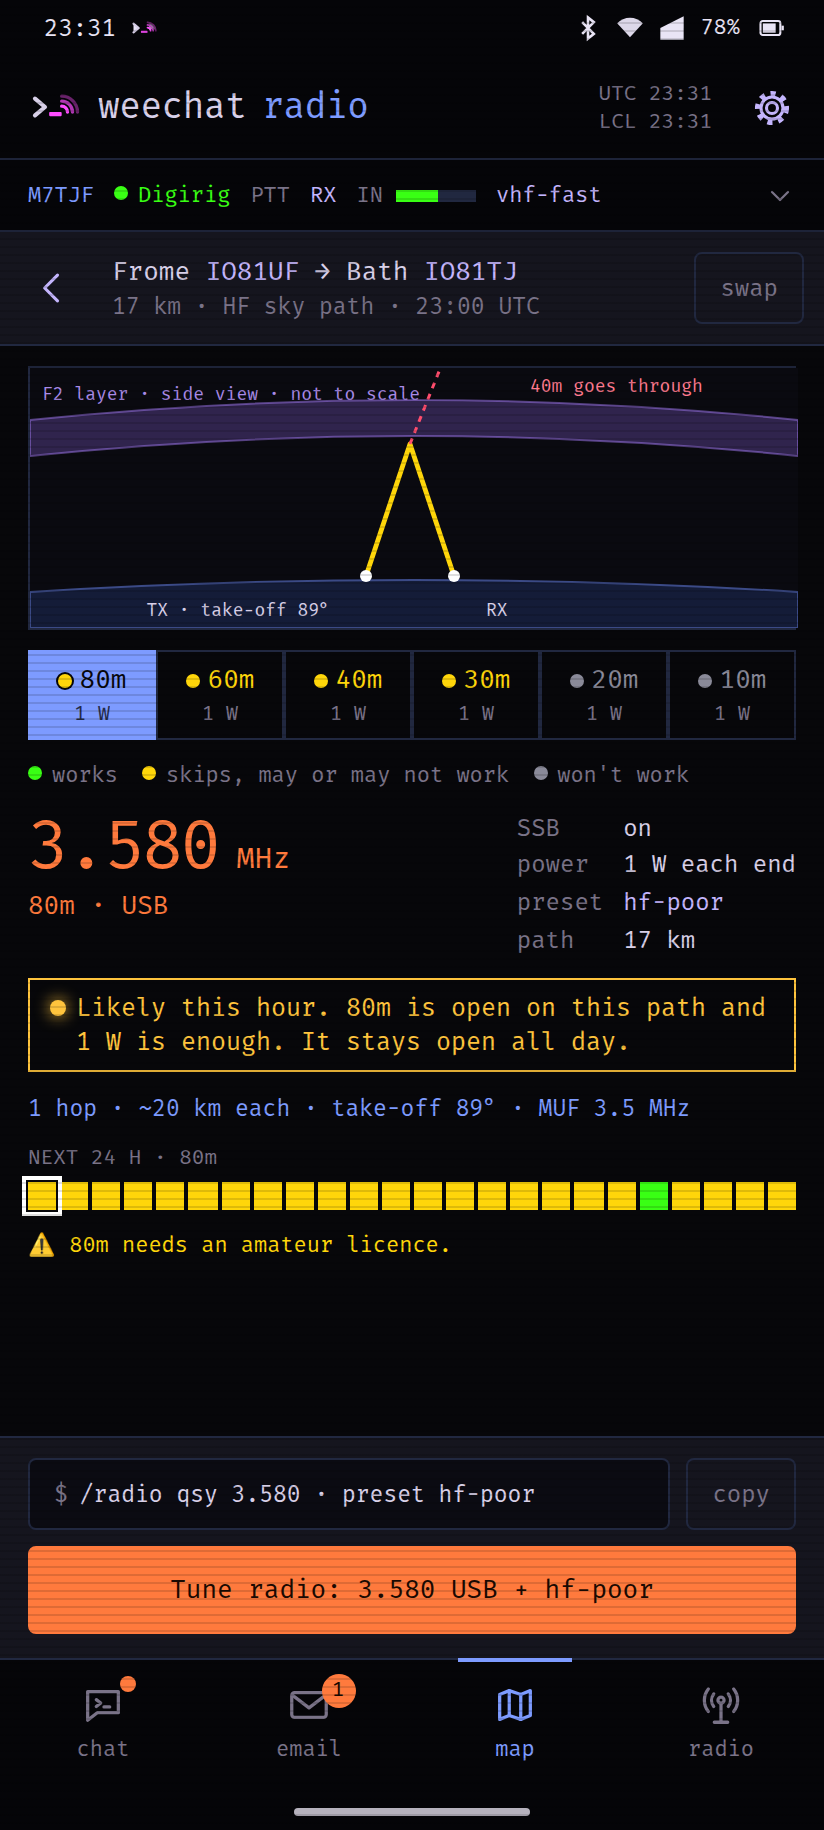 23:31
78%
weechat radio
UTC 23:31
LCL 23:31
M7TJF Digirig PTT RX IN vhf-fast
Frome IO81UF → Bath IO81TJ
17 km · HF sky path · 23:00 UTC
swap
F2 layer · side view · not to scale
40m goes through
TX · take-off 89°
RX
80m 60m 40m 30m 20m 10m
1 W 1 W 1 W 1 W 1 W 1 W
works skips, may or may not work won't work
3.580 MHz
80m · USB
SSB on
power 1 W each end
preset hf-poor
path 17 km
Likely this hour. 80m is open on this path and
1 W is enough. It stays open all day.
1 hop · ~20 km each · take-off 89° · MUF 3.5 MHz
NEXT 24 H · 80m
⚠️ 80m needs an amateur licence.
$ /radio qsy 3.580 · preset hf-poor
copy
Tune radio: 3.580 USB + hf-poor
1
chat email map radio